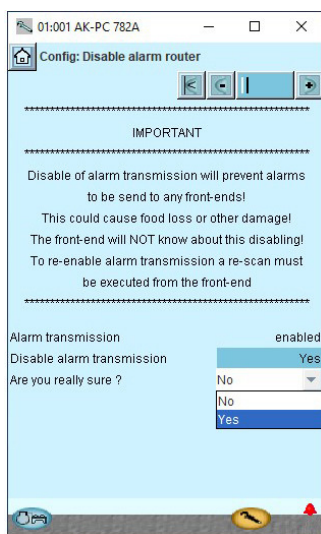 01:001 AK-PC 782A
Config: Disable alarm router
****************************************************************
IMPORTANT
****************************************************************
Disable of alarm transmission will prevent alarms
to be send to any front-ends!
This could cause food loss or other damage!
The front-end will NOT know about this disabling!
To re-enable alarm transmission a re-scan must
be executed from the front-end
****************************************************************
Alarm transmission enabled
Disable alarm transmission Yes
Are you really sure ? No
No
Yes